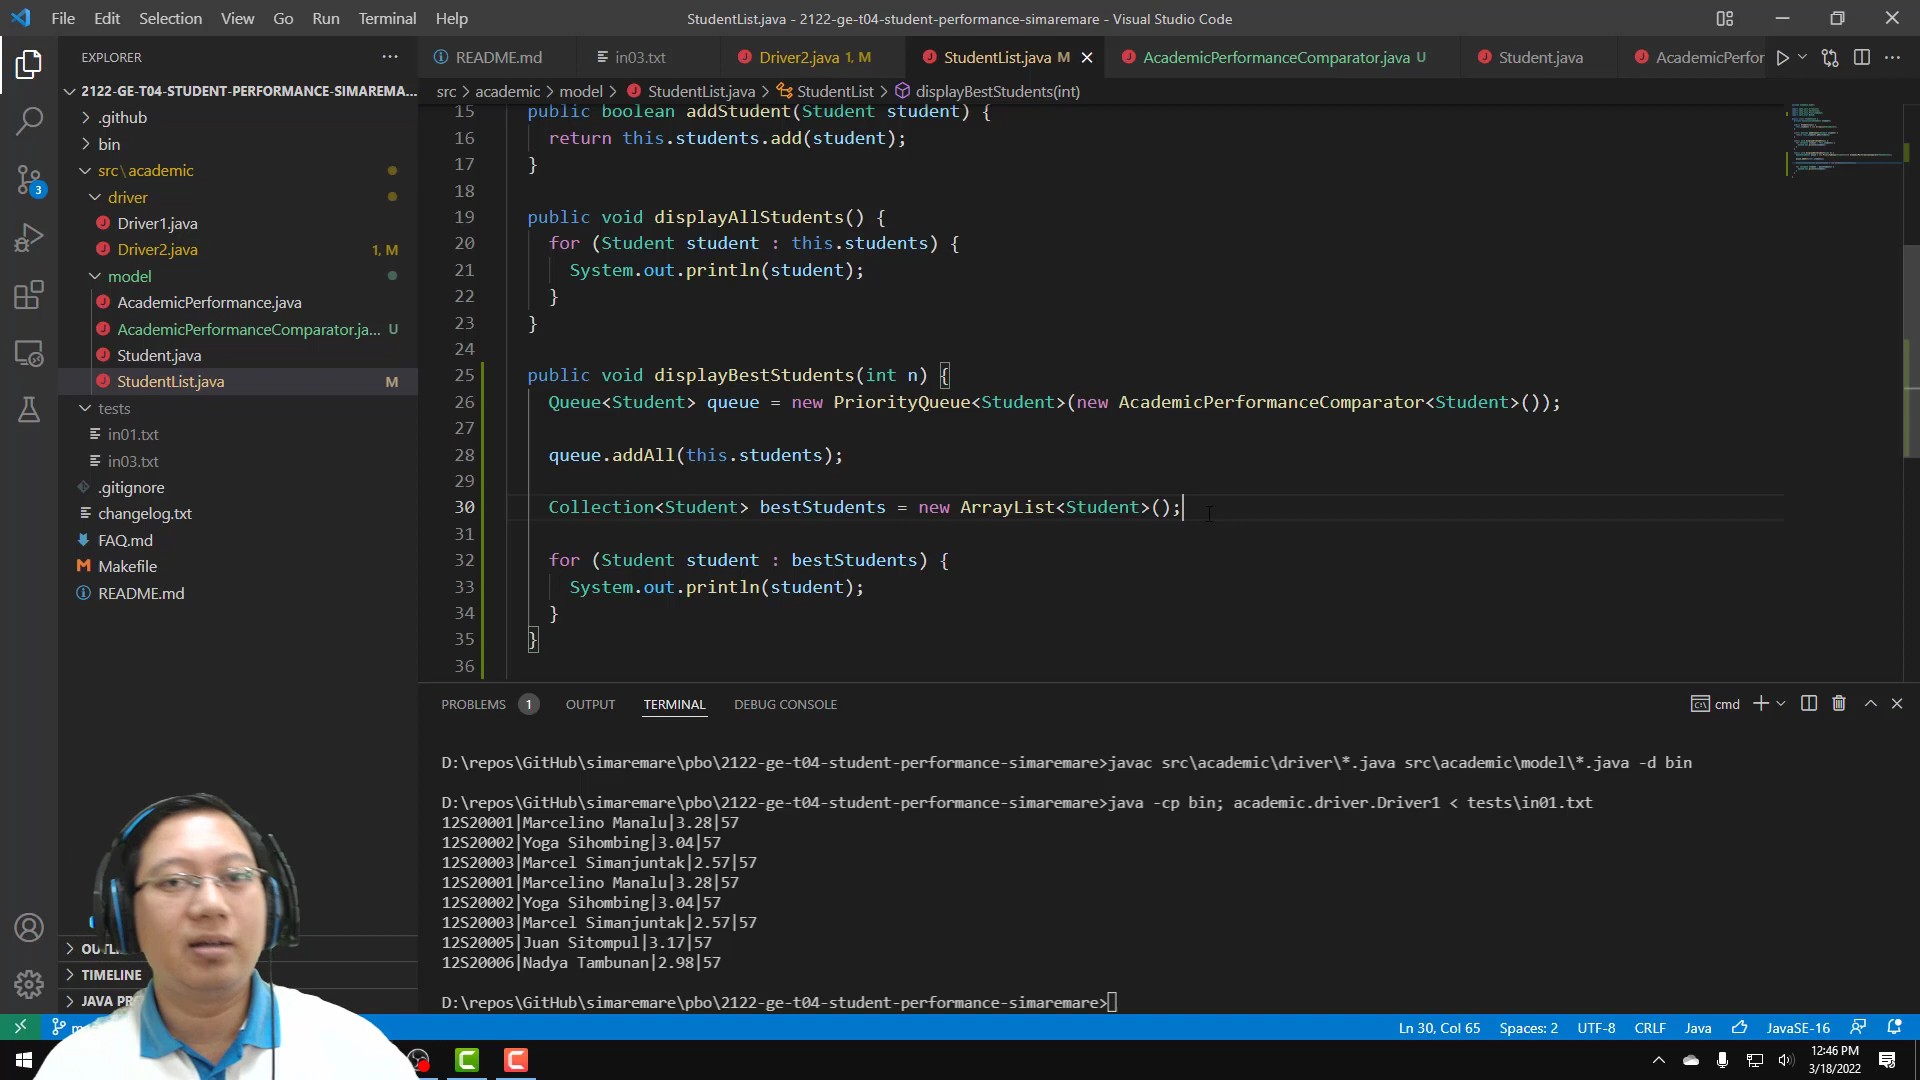 File Edit Selection View Go Run Terminal Help
StudentList.java - 2122-ge-t04-student-performance-simaremare - Visual Studio Code
EXPLORER
README.md in03.txt Driver2.java 1, M StudentList.java M AcademicPerformanceComparator.java U Student.java AcademicPerfor
src > academic > model > StudentList.java > StudentList > displayBestStudents(int)
2122-GE-T04-STUDENT-PERFORMANCE-SIMAREMA...
.github
bin
src\academic
driver
Driver1.java
Driver2.java 1, M
model
AcademicPerformance.java
AcademicPerformanceComparator.ja... U
Student.java
StudentList.java M
tests
in01.txt
in03.txt
.gitignore
changelog.txt
FAQ.md
Makefile
README.md
TIMELINE
3
15 public boolean addStudent(Student student) {
16 return this.students.add(student);
17 }
18
19 public void displayAllStudents() {
20 for (Student student : this.students) {
21 System.out.println(student);
22 }
23 }
24
25 public void displayBestStudents(int n) {
26 Queue<Student> queue = new PriorityQueue<Student>(new AcademicPerformanceComparator<Student>());
27
28 queue.addAll(this.students);
29
30 Collection<Student> bestStudents = new ArrayList<Student>();
31
32 for (Student student : bestStudents) {
33 System.out.println(student);
34 }
35 }
36
PROBLEMS 1 OUTPUT TERMINAL DEBUG CONSOLE
cmd
D:\repos\GitHub\simaremare\pbo\2122-ge-t04-student-performance-simaremare>javac src\academic\driver\*.java src\academic\model\*.java -d bin
D:\repos\GitHub\simaremare\pbo\2122-ge-t04-student-performance-simaremare>java -cp bin; academic.driver.Driver1 < tests\in01.txt
12S20001|Marcelino Manalu|3.28|57
12S20002|Yoga Sihombing|3.04|57
12S20003|Marcel Simanjuntak|2.57|57
12S20001|Marcelino Manalu|3.28|57
12S20002|Yoga Sihombing|3.04|57
12S20003|Marcel Simanjuntak|2.57|57
12S20005|Juan Sitompul|3.17|57
12S20006|Nadya Tambunan|2.98|57
D:\repos\GitHub\simaremare\pbo\2122-ge-t04-student-performance-simaremare>
Ln 30, Col 65 Spaces: 2 UTF-8 CRLF Java JavaSE-16
12:46 PM
3/18/2022